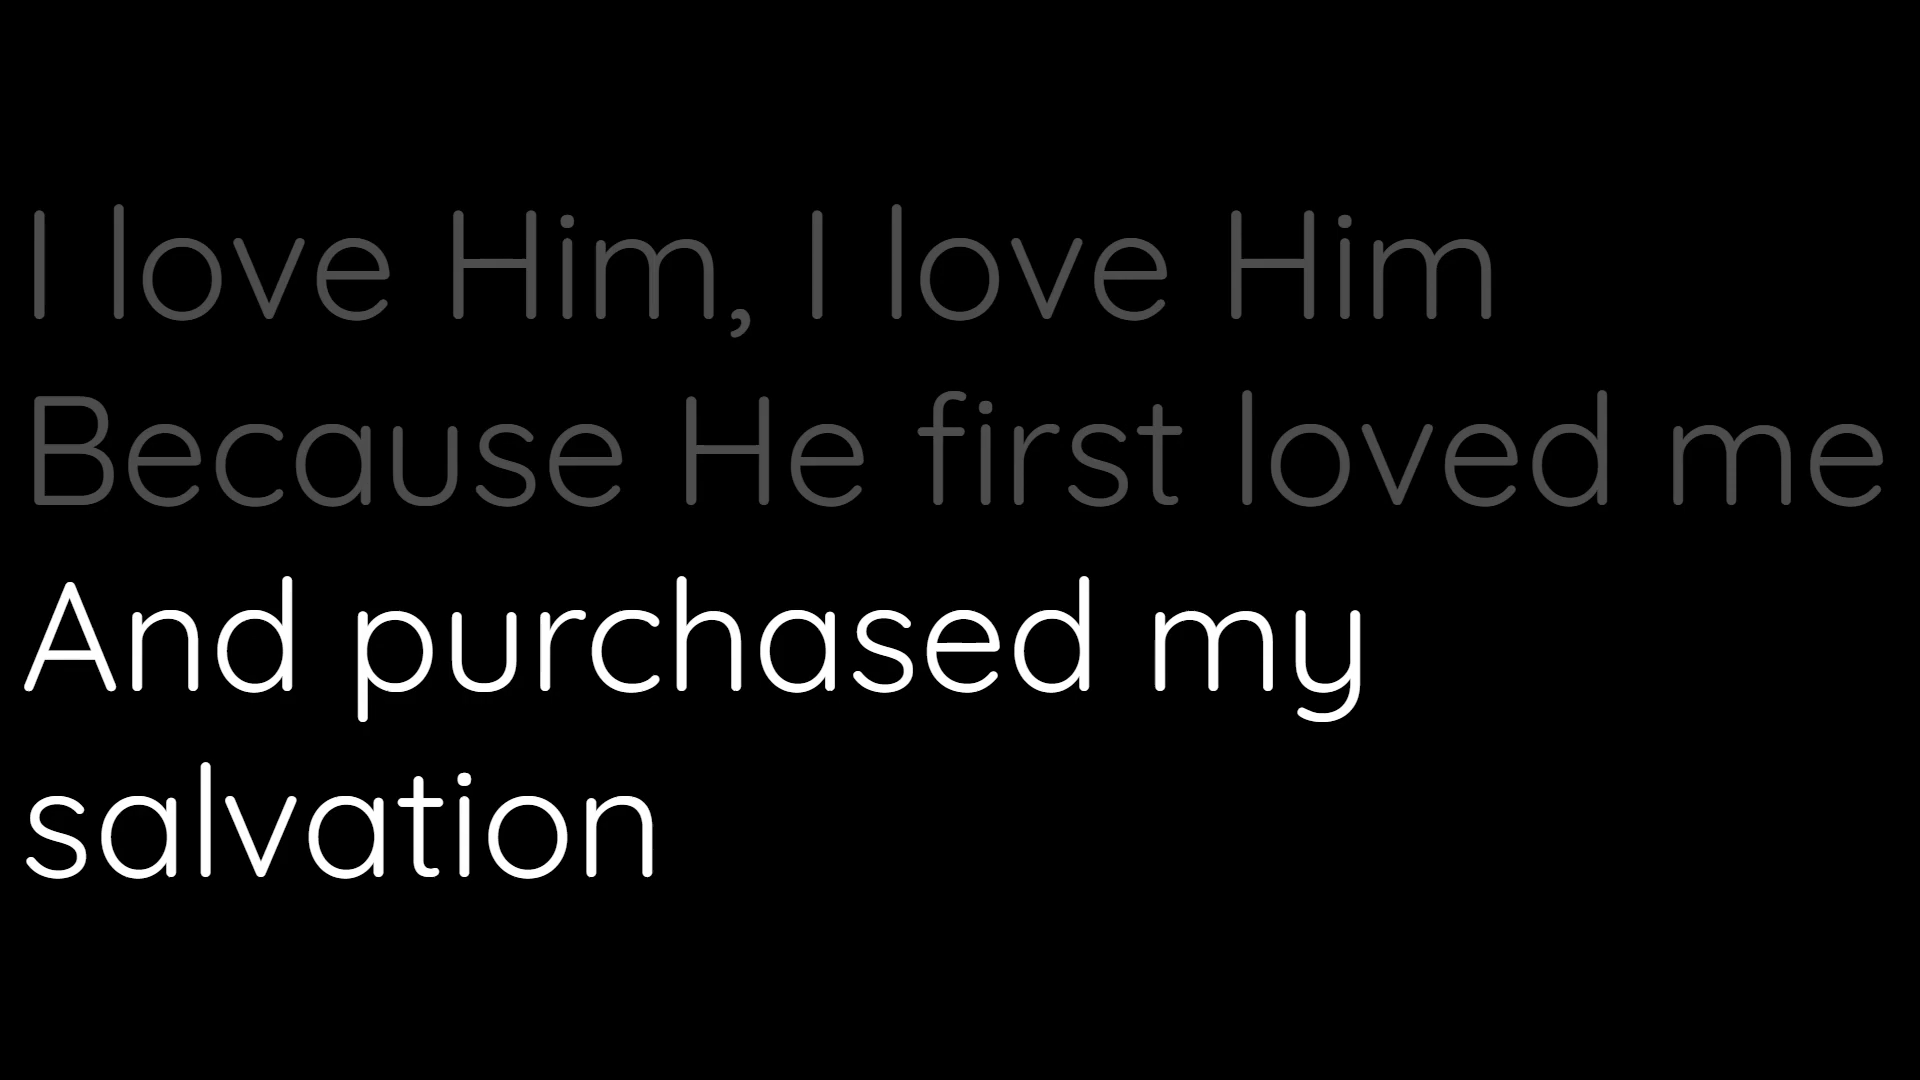 I love Him, I love Him
Because He first loved me
And purchased my
salvation